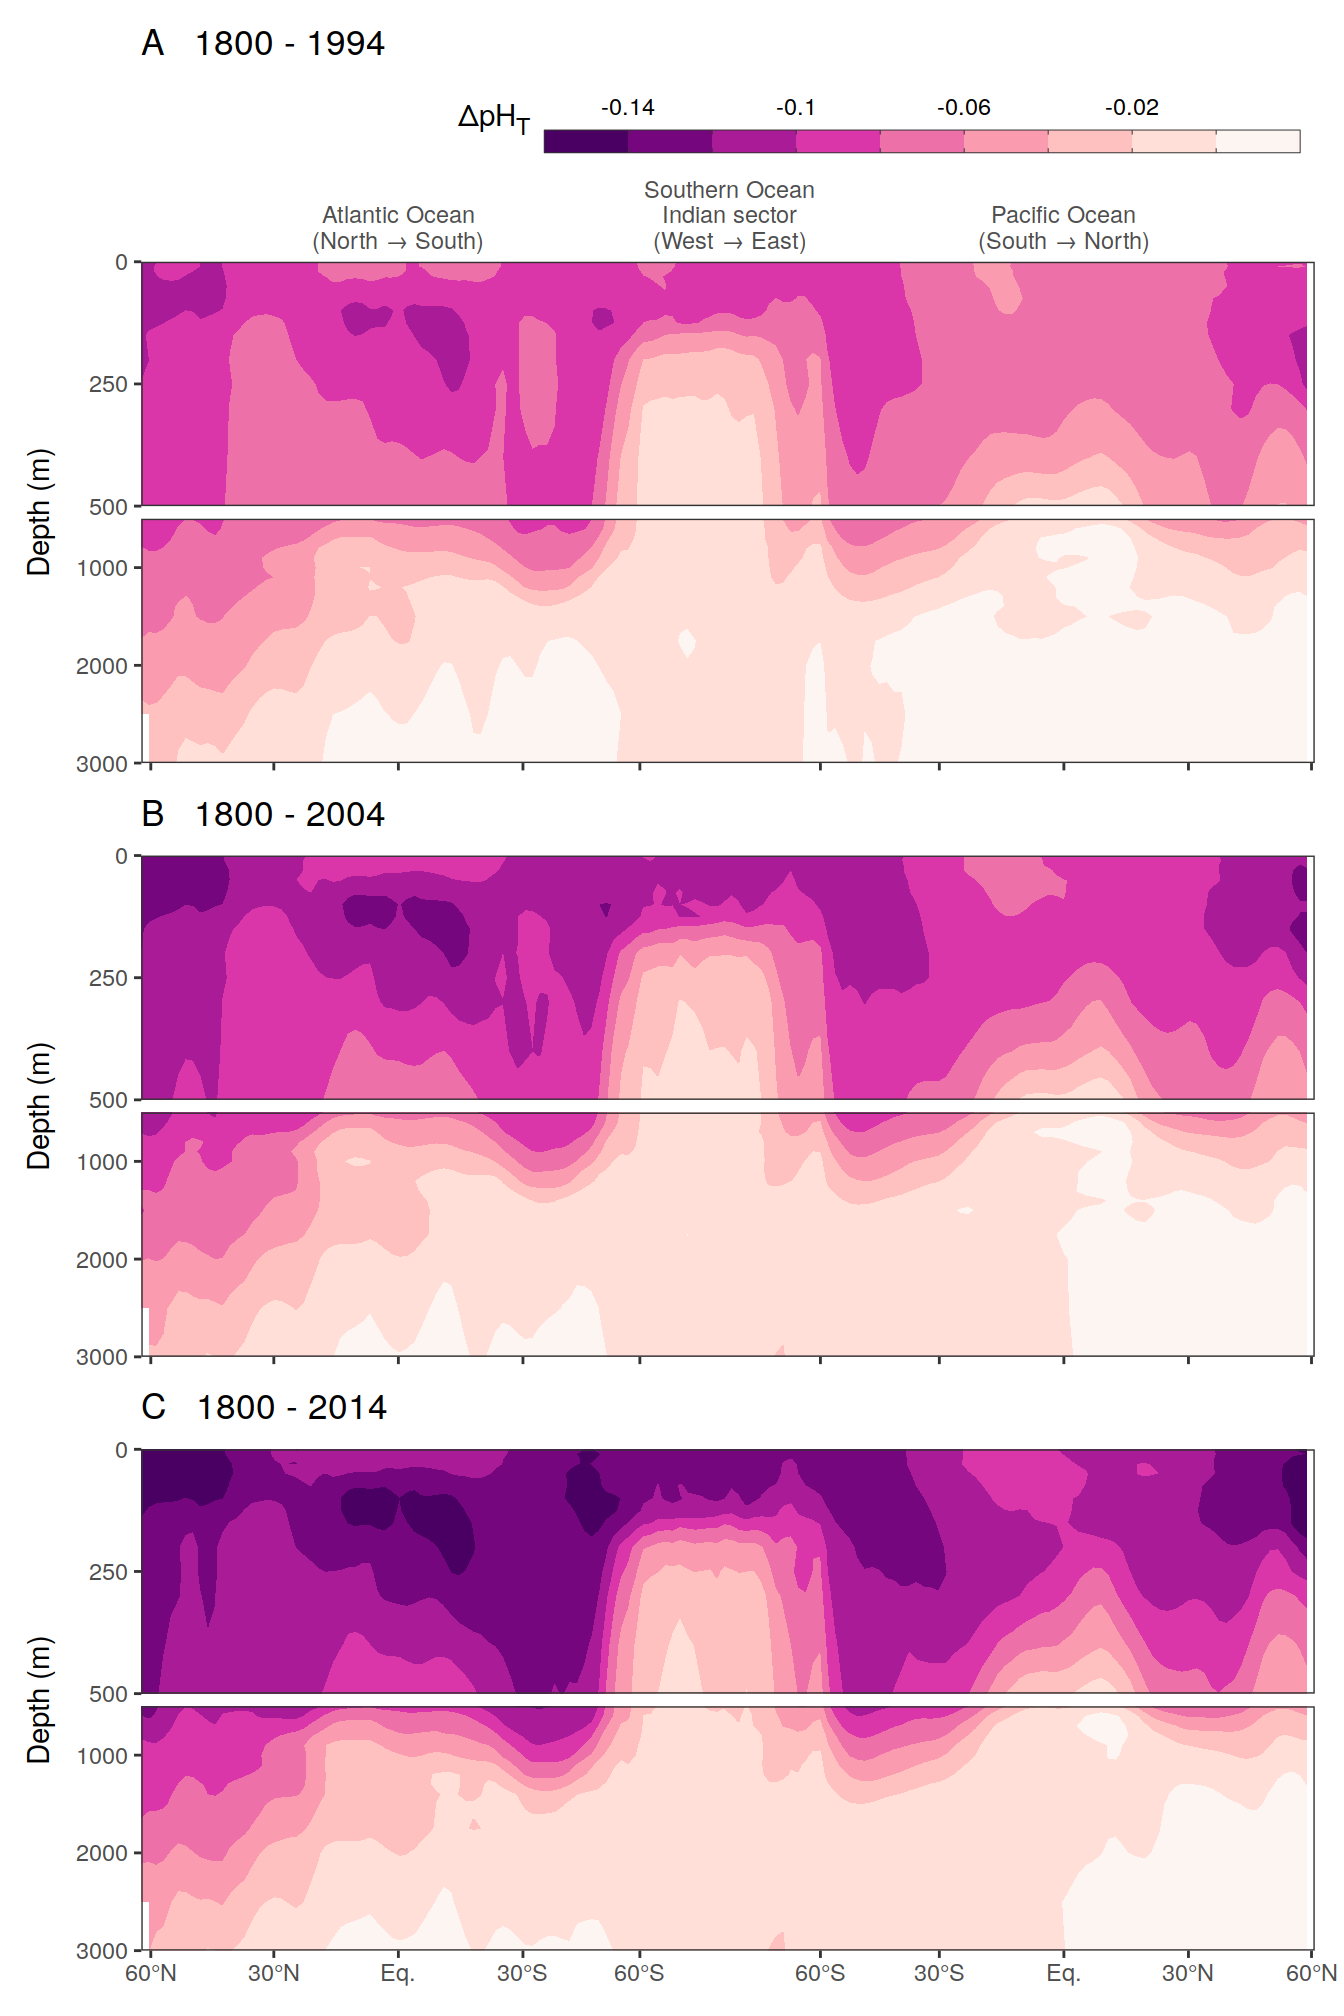 A 1800 - 1994
ΔpHT
-0.14 -0.1 -0.06 -0.02
Southern Ocean
Atlantic Ocean Indian sector Pacific Ocean
(North → South) (West → East) (South → North)
0
250
500
1000
2000
3000
Depth (m)
B 1800 - 2004
0
250
500
1000
2000
3000
Depth (m)
C 1800 - 2014
0
250
500
1000
2000
3000
Depth (m)
60°N 30°N Eq. 30°S 60°S 60°S 30°S Eq. 30°N 60°N